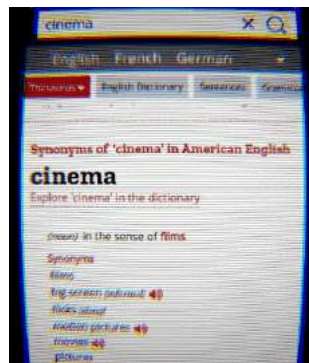 cinema
English French German
Thesaurus English Dictionary Sentences Grammar
Synonyms of 'cinema' in American English
cinema
Explore 'cinema' in the dictionary
(noun) in the sense of films
Synonyms
films
big screen (informal)
flicks (slang)
motion pictures
movies
pictures